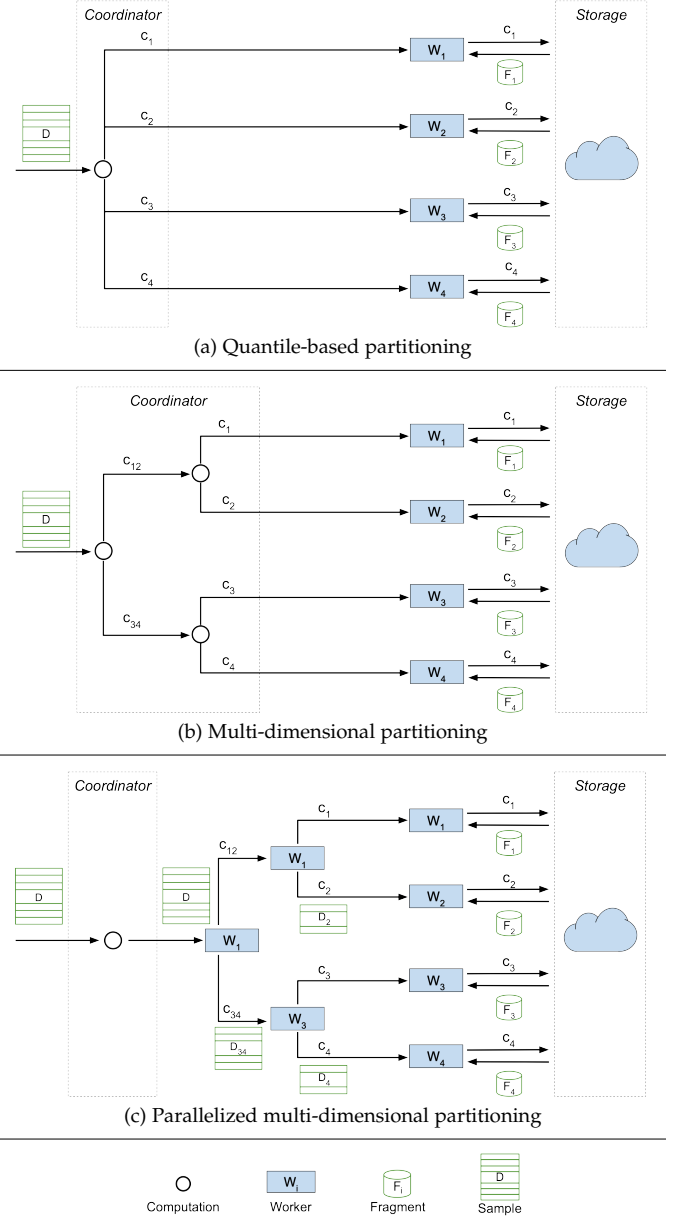 Coordinator Storage
c1 c1
W1
F1
D
c2 c2
W2
F2
c3 c3
W3
F3
c4 c4
W4
F4
(a) Quantile-based partitioning
Coordinator Storage
c1 c1
W1
c12 F1
D
c2 c2
W2
F2
c3 c3
W3
c34 F3
c4 c4
W4
F4
(b) Multi-dimensional partitioning
Coordinator Storage
c1 c1
W1
c12 F1
W1
D D
c2 c2
W2
D2 F2
W1
c3 c3
W3
c34 F3
W3
D34
c4 c4
W4
D4 F4
(c) Parallelized multi-dimensional partitioning
Wi Fi D
Computation Worker Fragment Sample